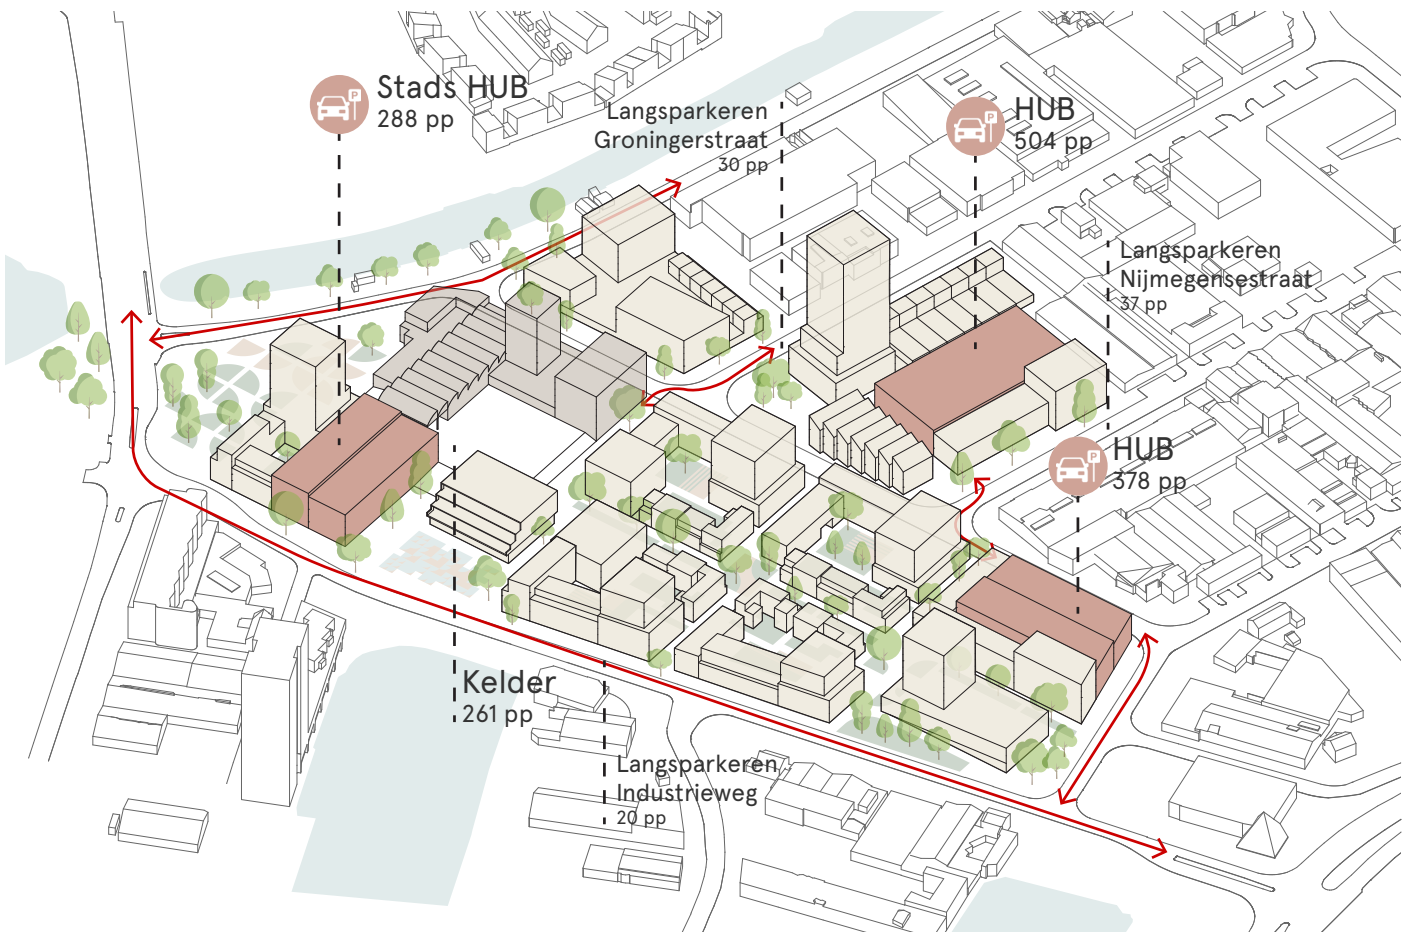 Stads HUB
288 pp
Langsparkeren
Groningerstraat
30 pp
P
HUB
504 pp
P
Langsparkeren
Nijmegensestraat
37 pp
HUB
378 pp
P
Kelder
261 pp
Langsparkeren
Industrieweg
20 pp